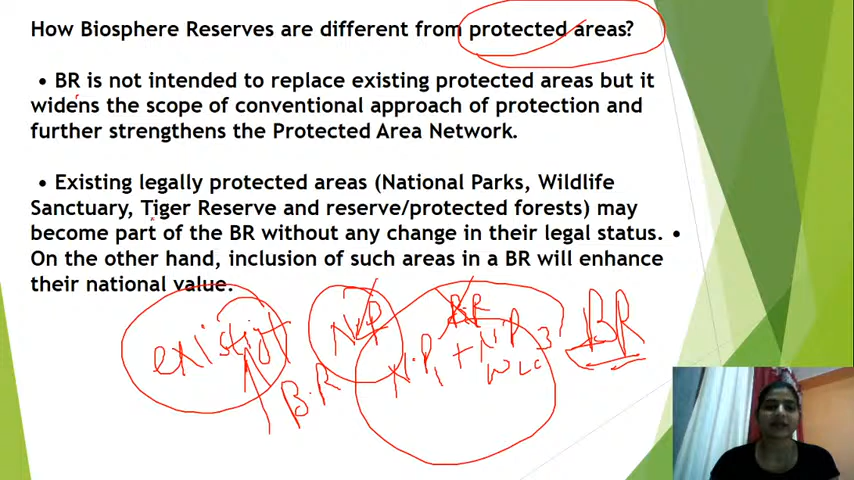 How Biosphere Reserves are different from protected areas?
• BR is not intended to replace existing protected areas but it
widens the scope of conventional approach of protection and
further strengthens the Protected Area Network.
• Existing legally protected areas (National Parks, Wildlife
Sanctuary, Tiger Reserve and reserve/protected forests) may
become part of the BR without any change in their legal status. •
On the other hand, inclusion of such areas in a BR will enhance
their national value.
N.P
B.R
BR
N.P1 + N.P
B.R